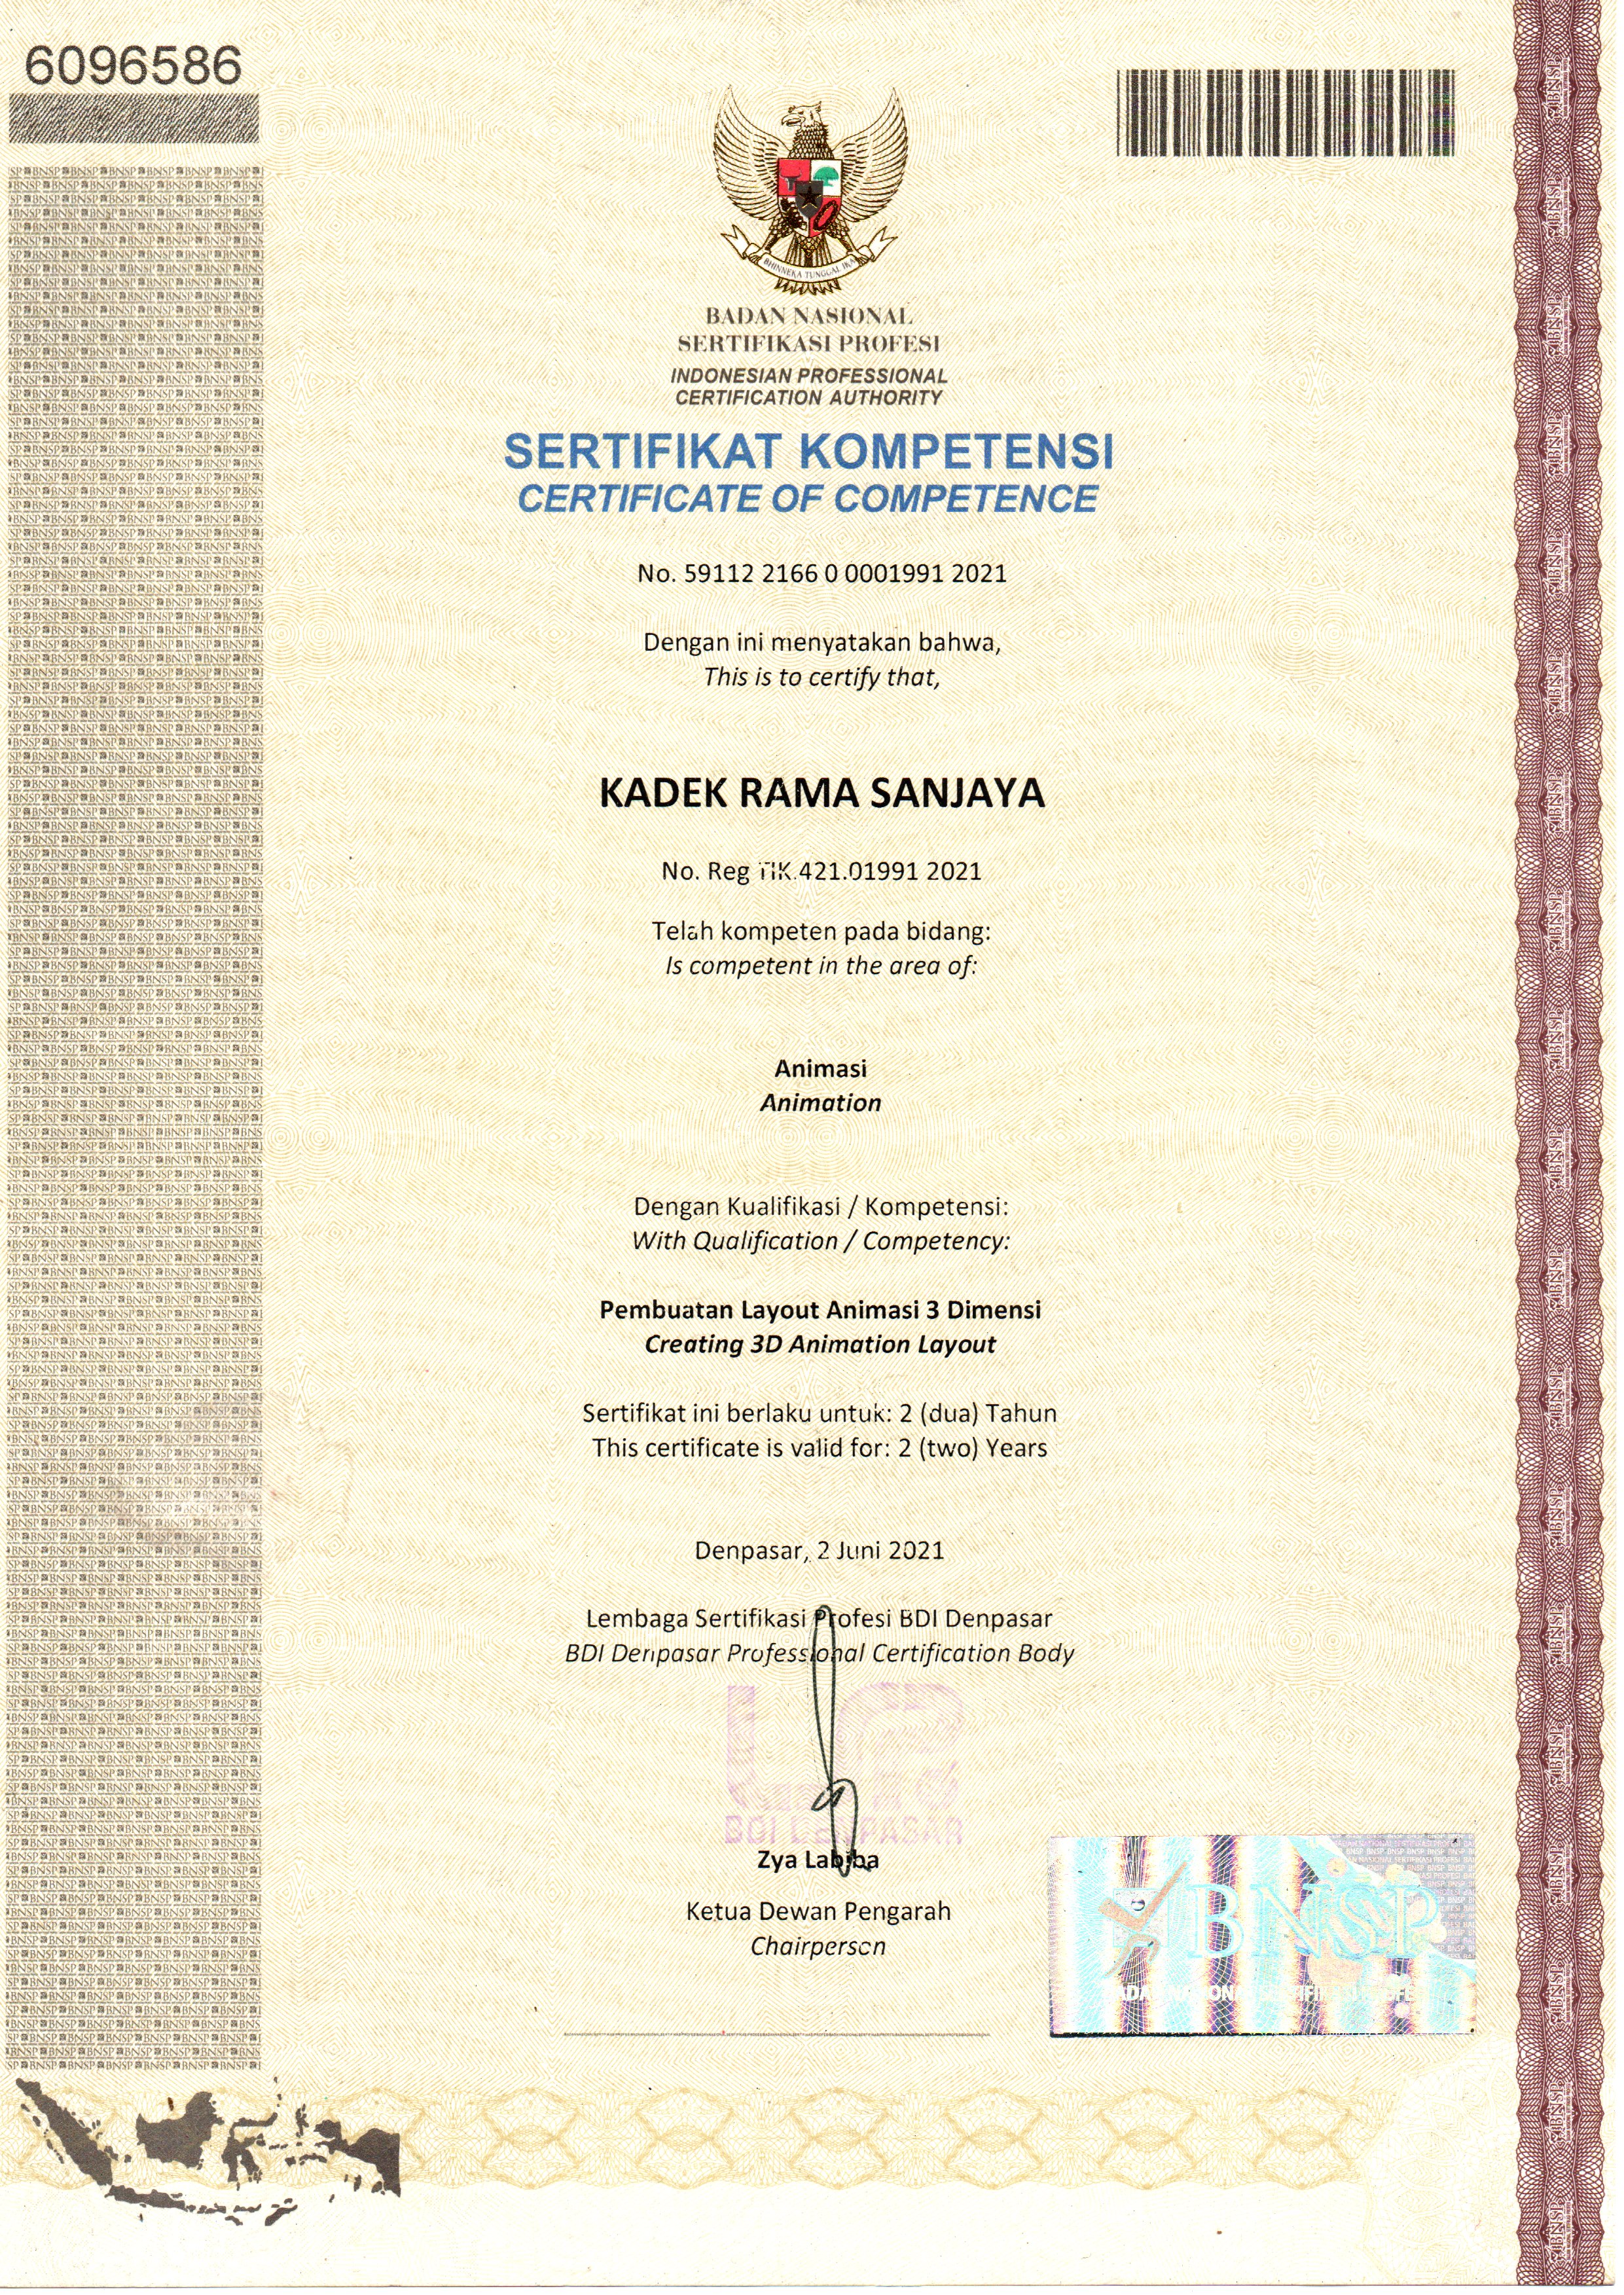 6096586
BHINNEKA TUNGGAL IKA
BADAN NASIONAL
SERTIFIKASI PROFESI
INDONESIAN PROFESSIONAL
CERTIFICATION AUTHORITY
SERTIFIKAT KOMPETENSI
CERTIFICATE OF COMPETENCE
No. 59112 2166 0 0001991 2021
Dengan ini menyatakan bahwa,
This is to certify that,
KADEK RAMA SANJAYA
No. Reg TIK.421.01991 2021
Telah kompeten pada bidang:
Is competent in the area of:
Animasi
Animation
Dengan Kualifikasi / Kompetensi:
With Qualification / Competency:
Pembuatan Layout Animasi 3 Dimensi
Creating 3D Animation Layout
Sertifikat ini berlaku untuk: 2 (dua) Tahun
This certificate is valid for: 2 (two) Years
Denpasar, 2 Juni 2021
Lembaga Sertifikasi Profesi BDI Denpasar
BDI Denpasar Professional Certification Body
BDI DENPASAR
Zya Labiba
Ketua Dewan Pengarah
Chairperson
BNSP